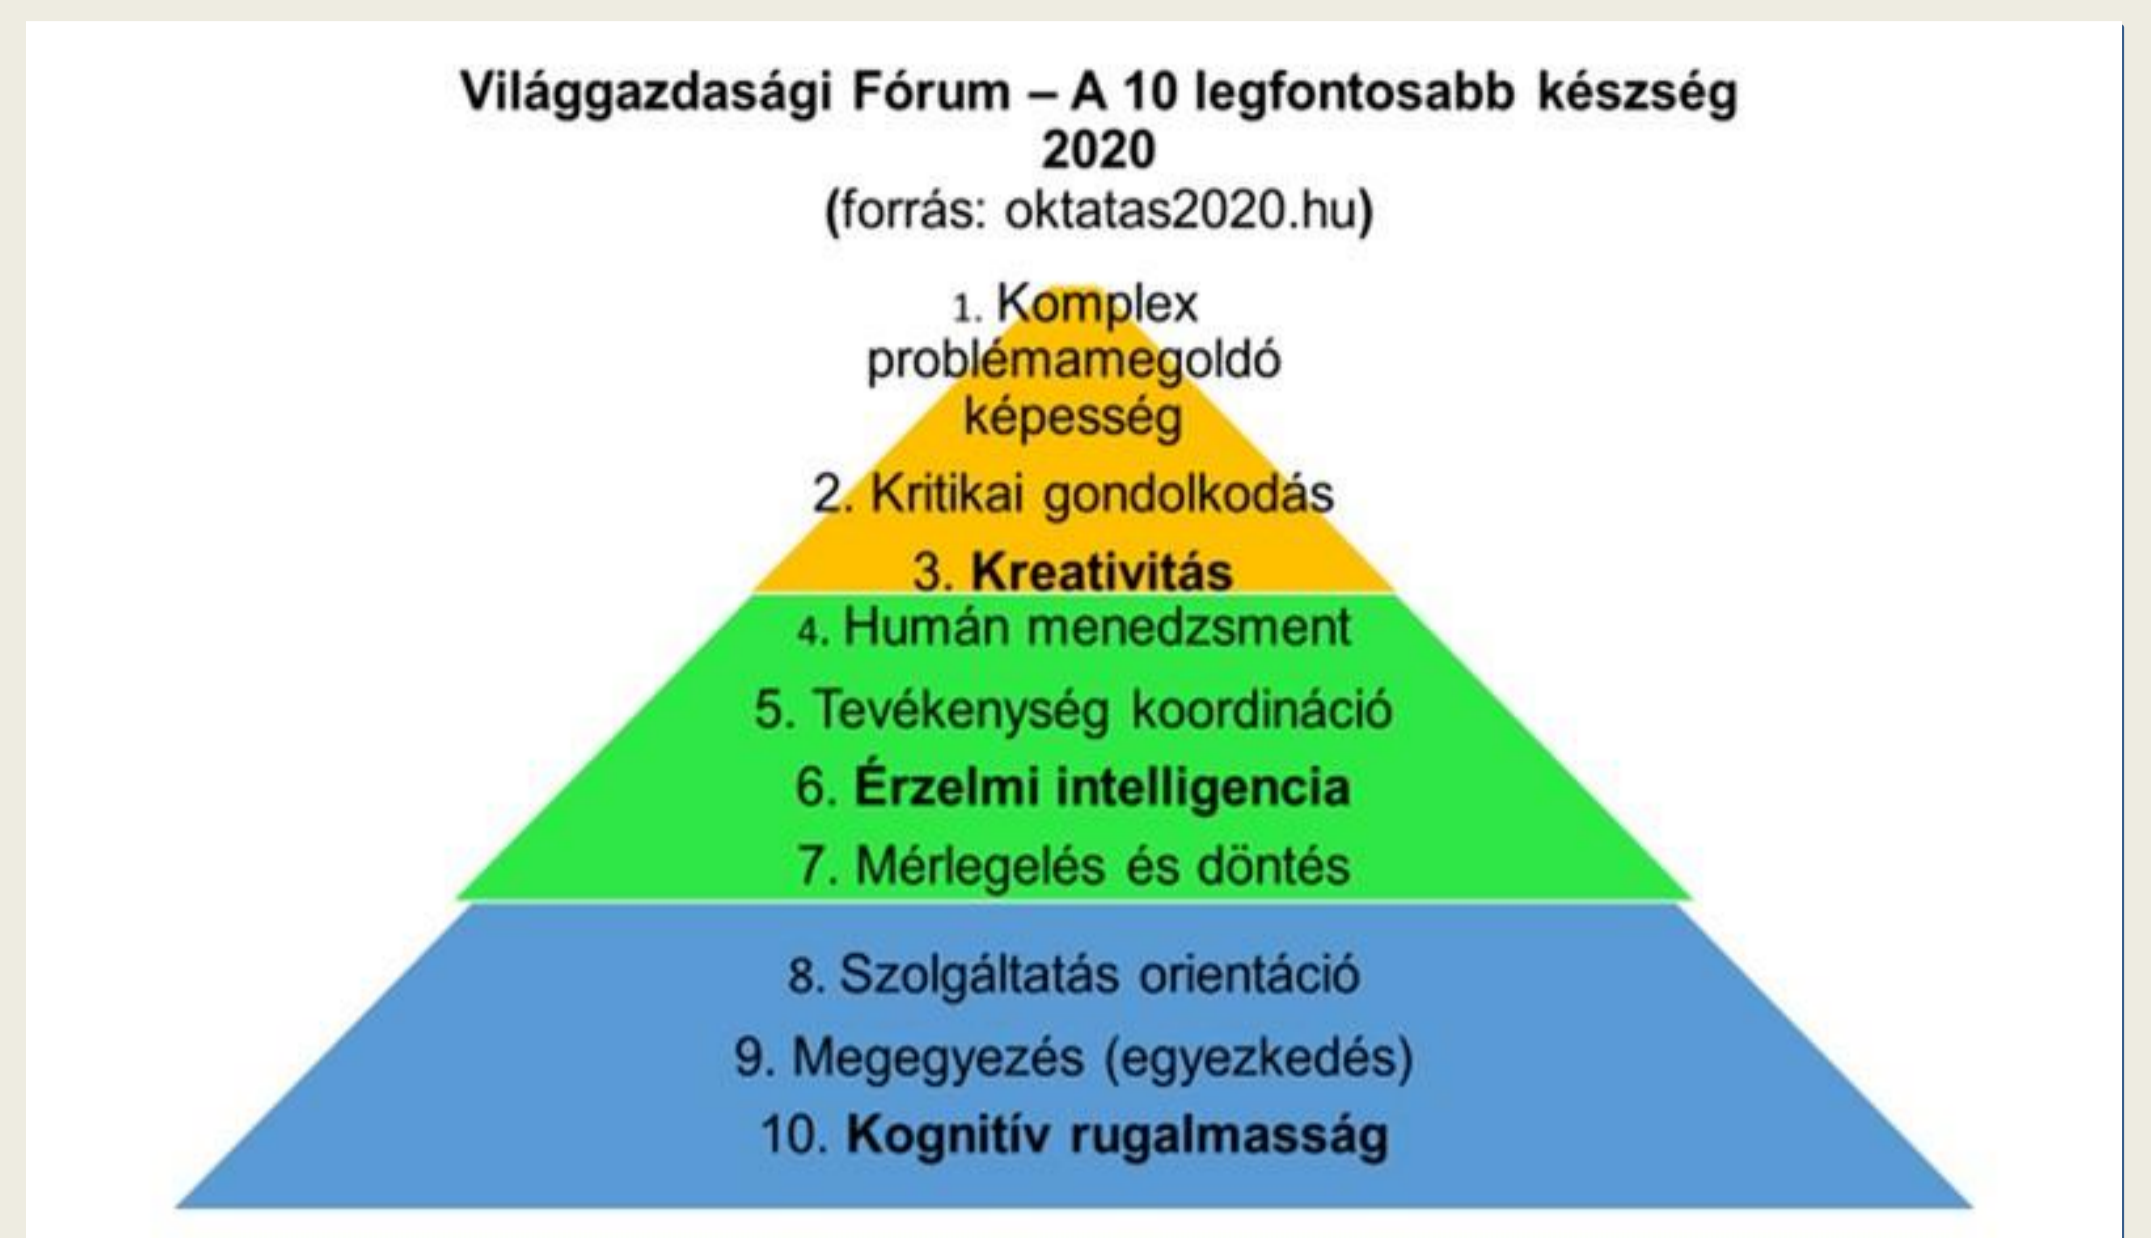 Világgazdasági Fórum – A 10 legfontosabb készség
2020
(forrás: oktatas2020.hu)
1. Komplex
problémamegoldó
képesség
2. Kritikai gondolkodás
3. Kreativitás
4. Humán menedzsment
5. Tevékenység koordináció
6. Érzelmi intelligencia
7. Mérlegelés és döntés
8. Szolgáltatás orientáció
9. Megegyezés (egyezkedés)
10. Kognitív rugalmasság